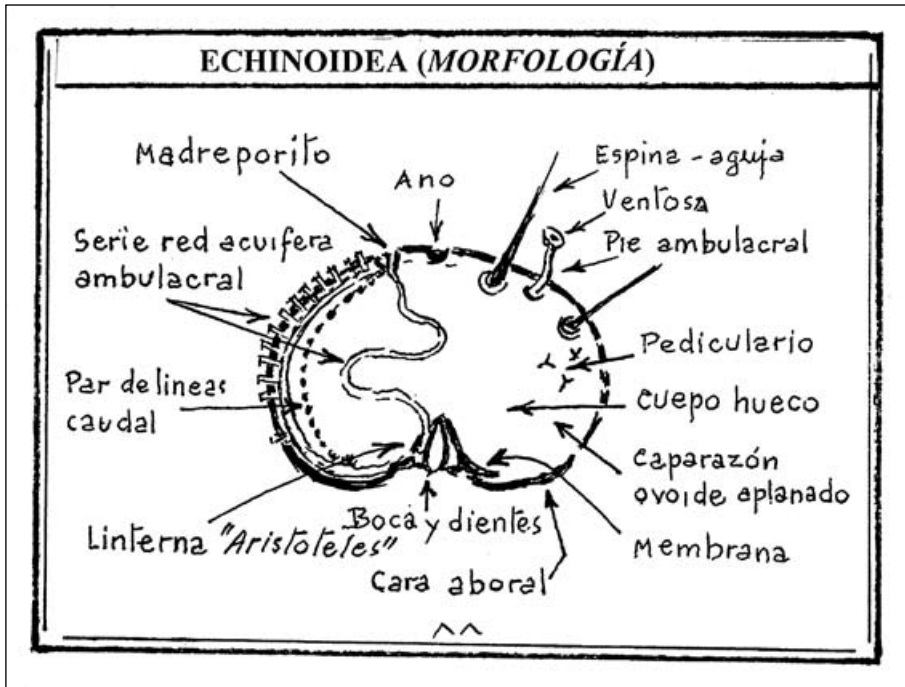 ECHINOIDEA (MORFOLOGÍA)
Madreporito
Ano
Espina-aguja
Ventosa
Pie ambulacral
Serie red acuifera
ambulacral
Pediculario
Par de lineas
caudal
cuepo hueco
caparazón
ovoide aplanado
Linterna "Aristoteles"
Boca y dientes
Membrana
Cara aboral